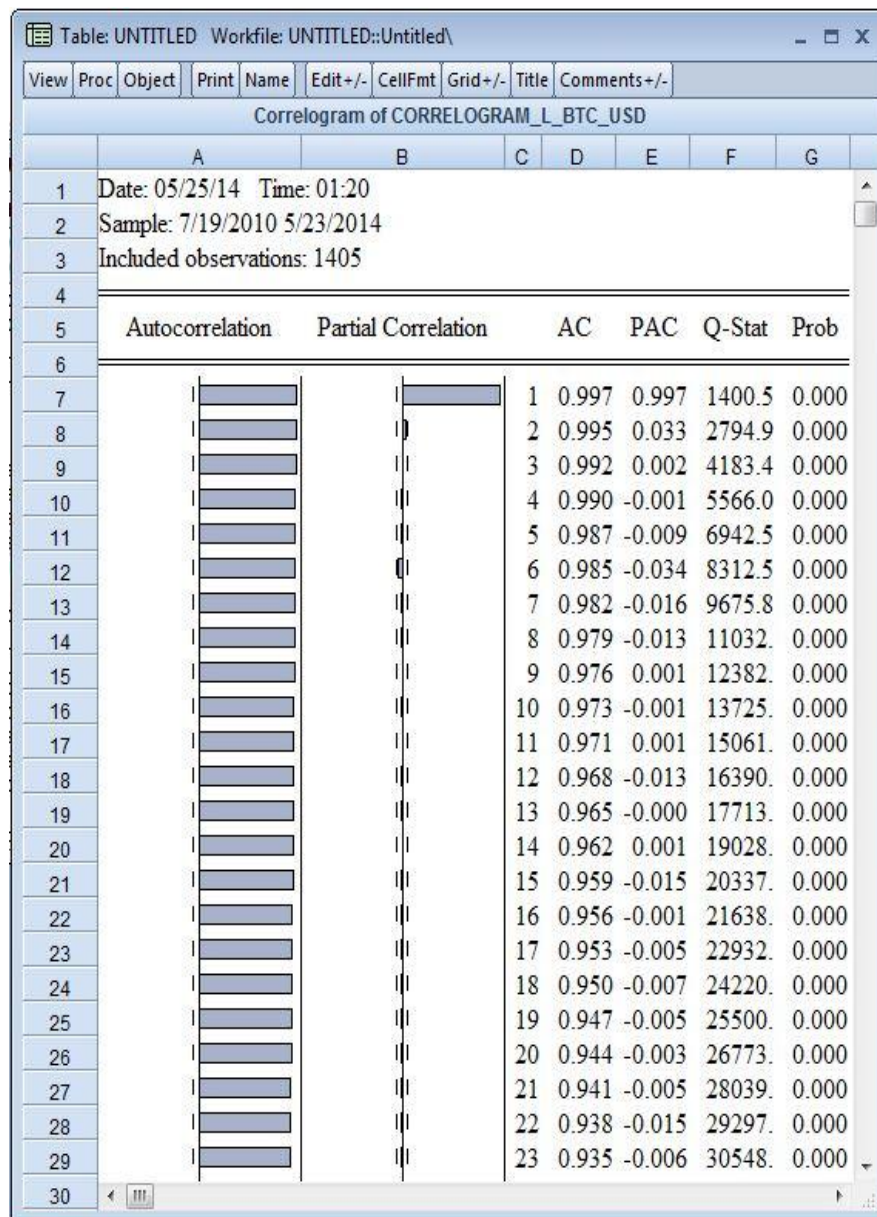 Table: UNTITLED Workfile: UNTITLED::Untitled\
View Proc Object Print Name Edit+/- CellFmt Grid+/- Title Comments+/-
Correlogram of CORRELOGRAM_L_BTC_USD
A B C D E F G
1 Date: 05/25/14 Time: 01:20
2 Sample: 7/19/2010 5/23/2014
3 Included observations: 1405
4
5 Autocorrelation Partial Correlation AC PAC Q-Stat Prob
6
7 1 0.997 0.997 1400.5 0.000
8 2 0.995 0.033 2794.9 0.000
9 3 0.992 0.002 4183.4 0.000
10 4 0.990 -0.001 5566.0 0.000
11 5 0.987 -0.009 6942.5 0.000
12 6 0.985 -0.034 8312.5 0.000
13 7 0.982 -0.016 9675.8 0.000
14 8 0.979 -0.013 11032. 0.000
15 9 0.976 0.001 12382. 0.000
16 10 0.973 -0.001 13725. 0.000
17 11 0.971 0.001 15061. 0.000
18 12 0.968 -0.013 16390. 0.000
19 13 0.965 -0.000 17713. 0.000
20 14 0.962 0.001 19028. 0.000
21 15 0.959 -0.015 20337. 0.000
22 16 0.956 -0.001 21638. 0.000
23 17 0.953 -0.005 22932. 0.000
24 18 0.950 -0.007 24220. 0.000
25 19 0.947 -0.005 25500. 0.000
26 20 0.944 -0.003 26773. 0.000
27 21 0.941 -0.005 28039. 0.000
28 22 0.938 -0.015 29297. 0.000
29 23 0.935 -0.006 30548. 0.000
30